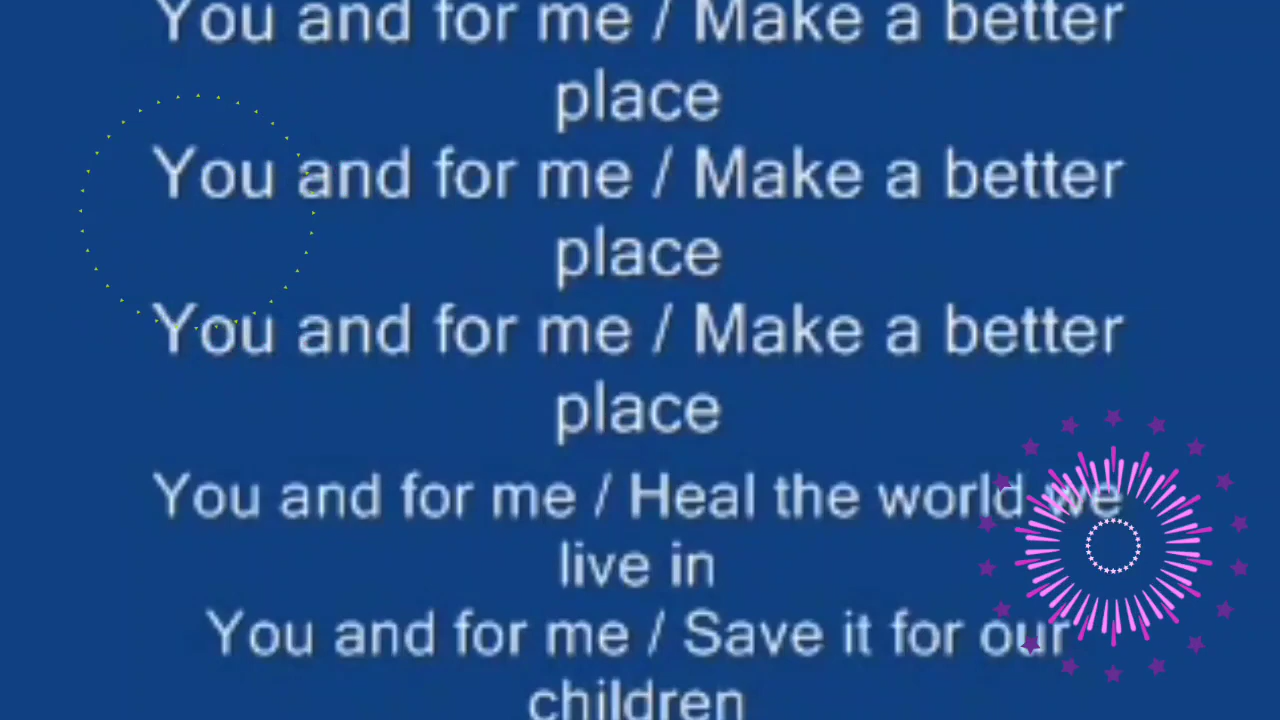 You and for me / Make a better
place
You and for me / Make a better
place
You and for me / Make a better
place
You and for me / Heal the world we
live in
You and for me / Save it for our
children